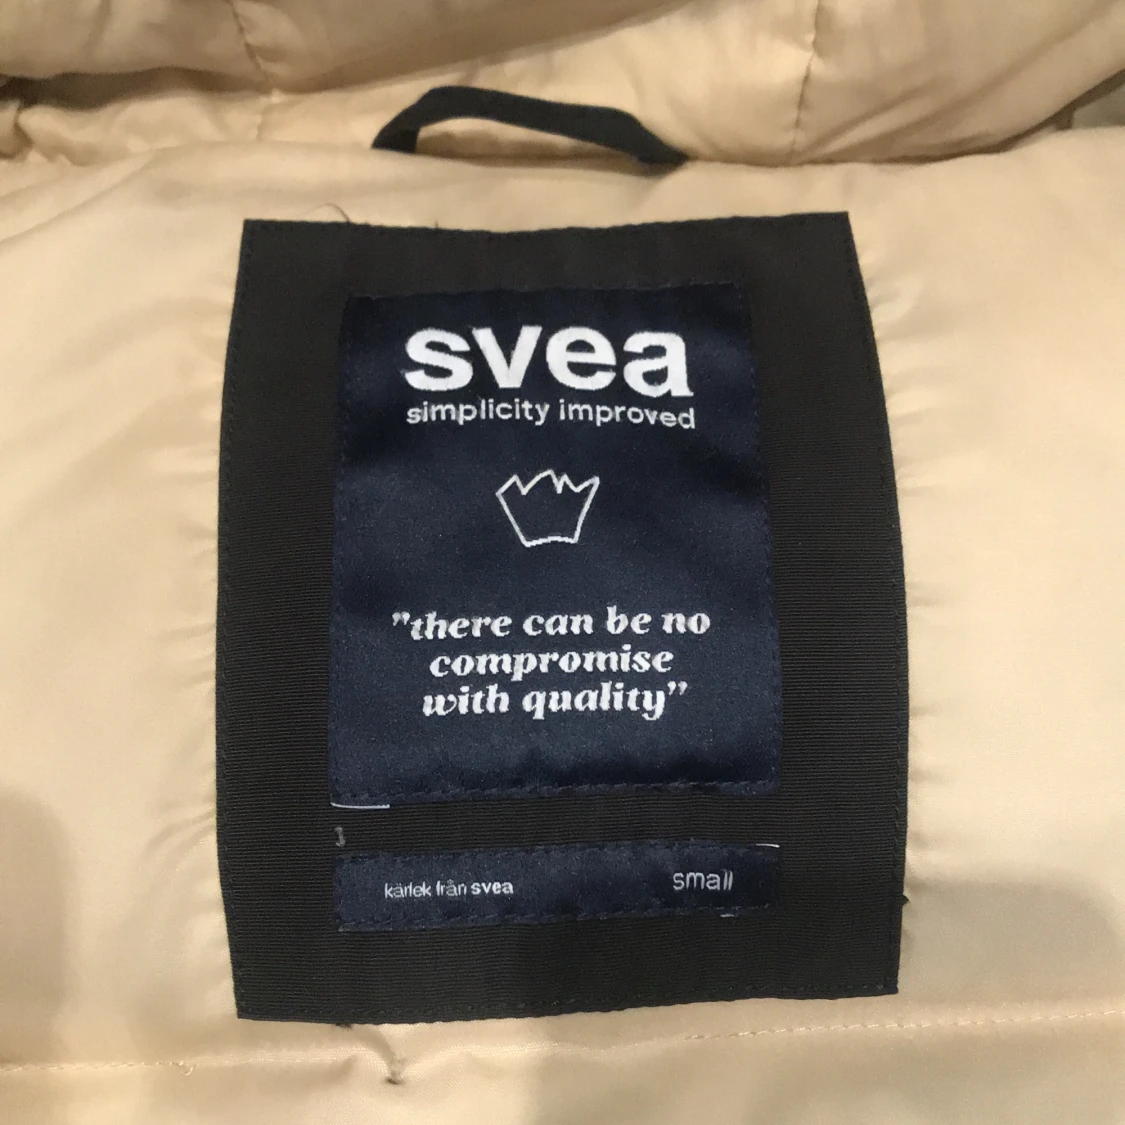 svea
simplicity improved
"there can be no
compromise
with quality"
kärlek från svea
small